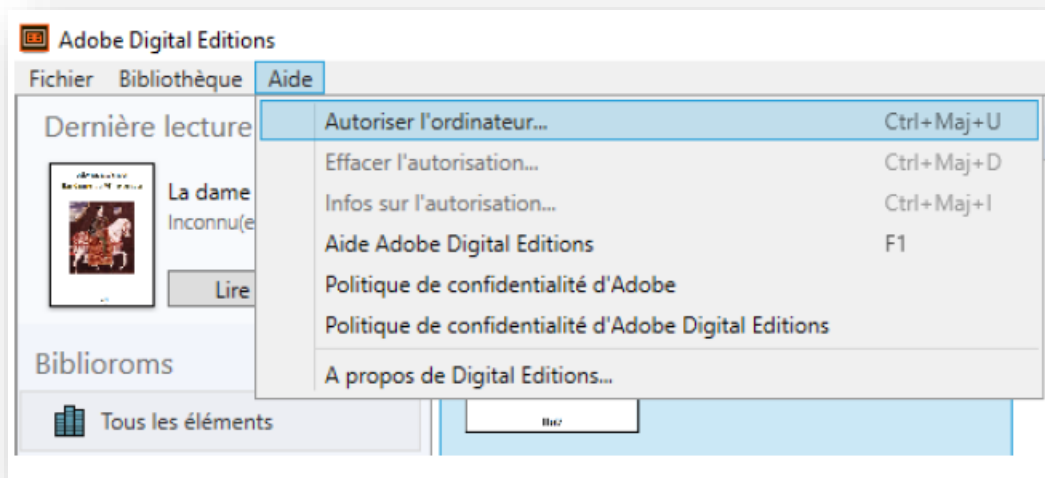 Adobe Digital Editions
Fichier Bibliothèque Aide
Dernière lecture
Autoriser l'ordinateur... Ctrl+Maj+U
Effacer l'autorisation... Ctrl+Maj+D
La dame
Infos sur l'autorisation... Ctrl+Maj+I
Inconnu(e
Aide Adobe Digital Editions F1
Lire
Politique de confidentialité d'Adobe
Politique de confidentialité d'Adobe Digital Editions
Biblioroms
A propos de Digital Editions...
Tous les éléments